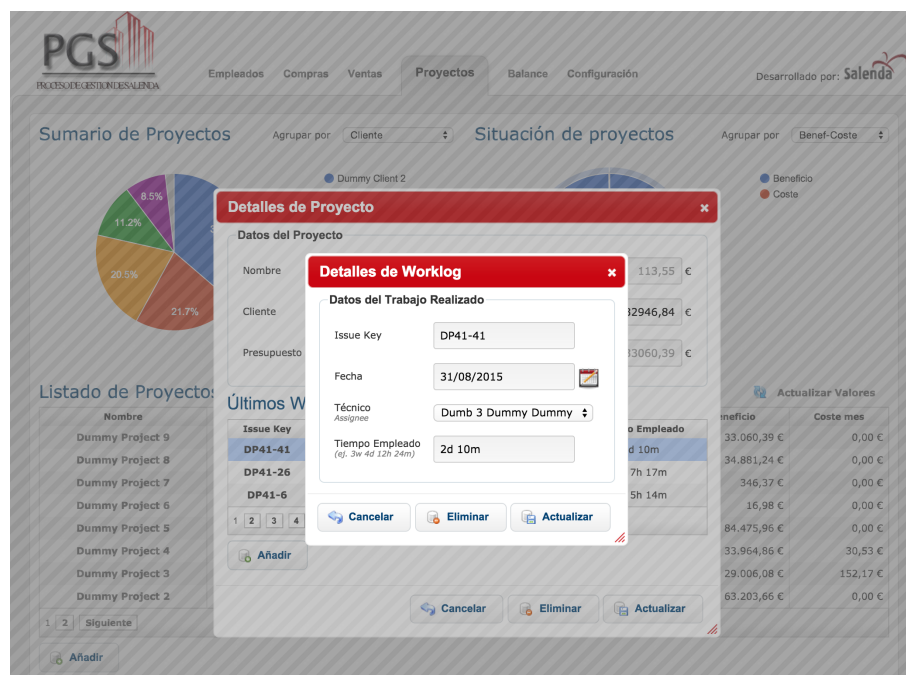 PGS
PROCESO DE GESTION DE SALENDA
Empleados Compras Ventas Proyectos Balance Configuración
Desarrollado por: Salenda
Sumario de Proyectos Agrupar por Cliente
Situación de proyectos Agrupar por Benef-Coste
Dummy Client 2
8.5%
11.2%
20.5%
21.7%
Beneficio
Coste
Detalles de Proyecto
Datos del Proyecto
Nombre 113,55 €
Cliente 32946,84 €
Presupuesto 33060,39 €
Detalles de Worklog
Datos del Trabajo Realizado
Issue Key DP41-41
Fecha 31/08/2015
Técnico Dumb 3 Dummy Dummy
Assignee
Tiempo Empleado 2d 10m
(ej. 3w 4d 12h 24m)
Cancelar Eliminar Actualizar
Últimos W
Issue Key o Empleado
DP41-41 d 10m
DP41-26 7h 17m
DP41-6 5h 14m
1 2 3 4
Añadir
Cancelar Eliminar Actualizar
Listado de Proyectos Actualizar Valores
Nombre neficio Coste mes
Dummy Project 9 33.060,39 € 0,00 €
Dummy Project 8 34.881,24 € 0,00 €
Dummy Project 7 346,37 € 0,00 €
Dummy Project 6 16,98 € 0,00 €
Dummy Project 5 84.475,96 € 0,00 €
Dummy Project 4 33.964,86 € 30,53 €
Dummy Project 3 29.006,08 € 152,17 €
Dummy Project 2 63.203,66 € 0,00 €
1 2 Siguiente
Añadir